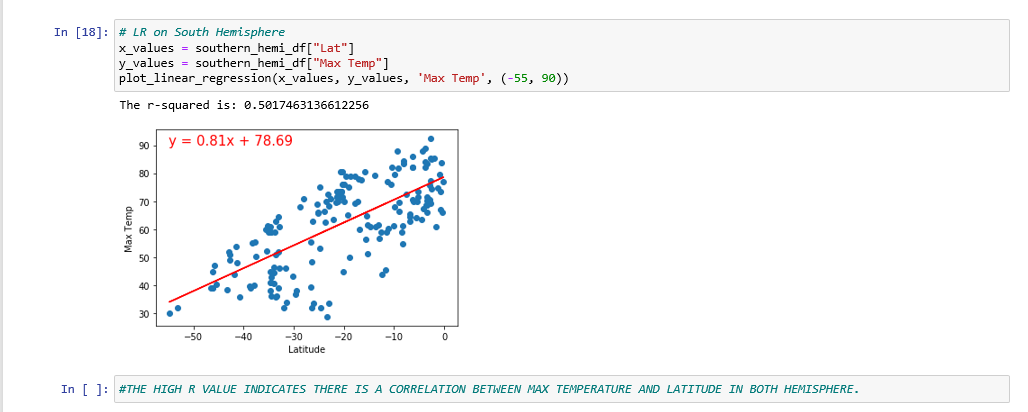 In [18]: # LR on South Hemisphere
x_values = southern_hemi_df["Lat"]
y_values = southern_hemi_df["Max Temp"]
plot_linear_regression(x_values, y_values, 'Max Temp', (-55, 90))
The r-squared is: 0.5017463136612256
y = 0.81x + 78.69
90
80
70
60
50
40
30
Max Temp
−50 −40 −30 −20 −10 0
Latitude
In [ ]: #THE HIGH R VALUE INDICATES THERE IS A CORRELATION BETWEEN MAX TEMPERATURE AND LATITUDE IN BOTH HEMISPHERE.